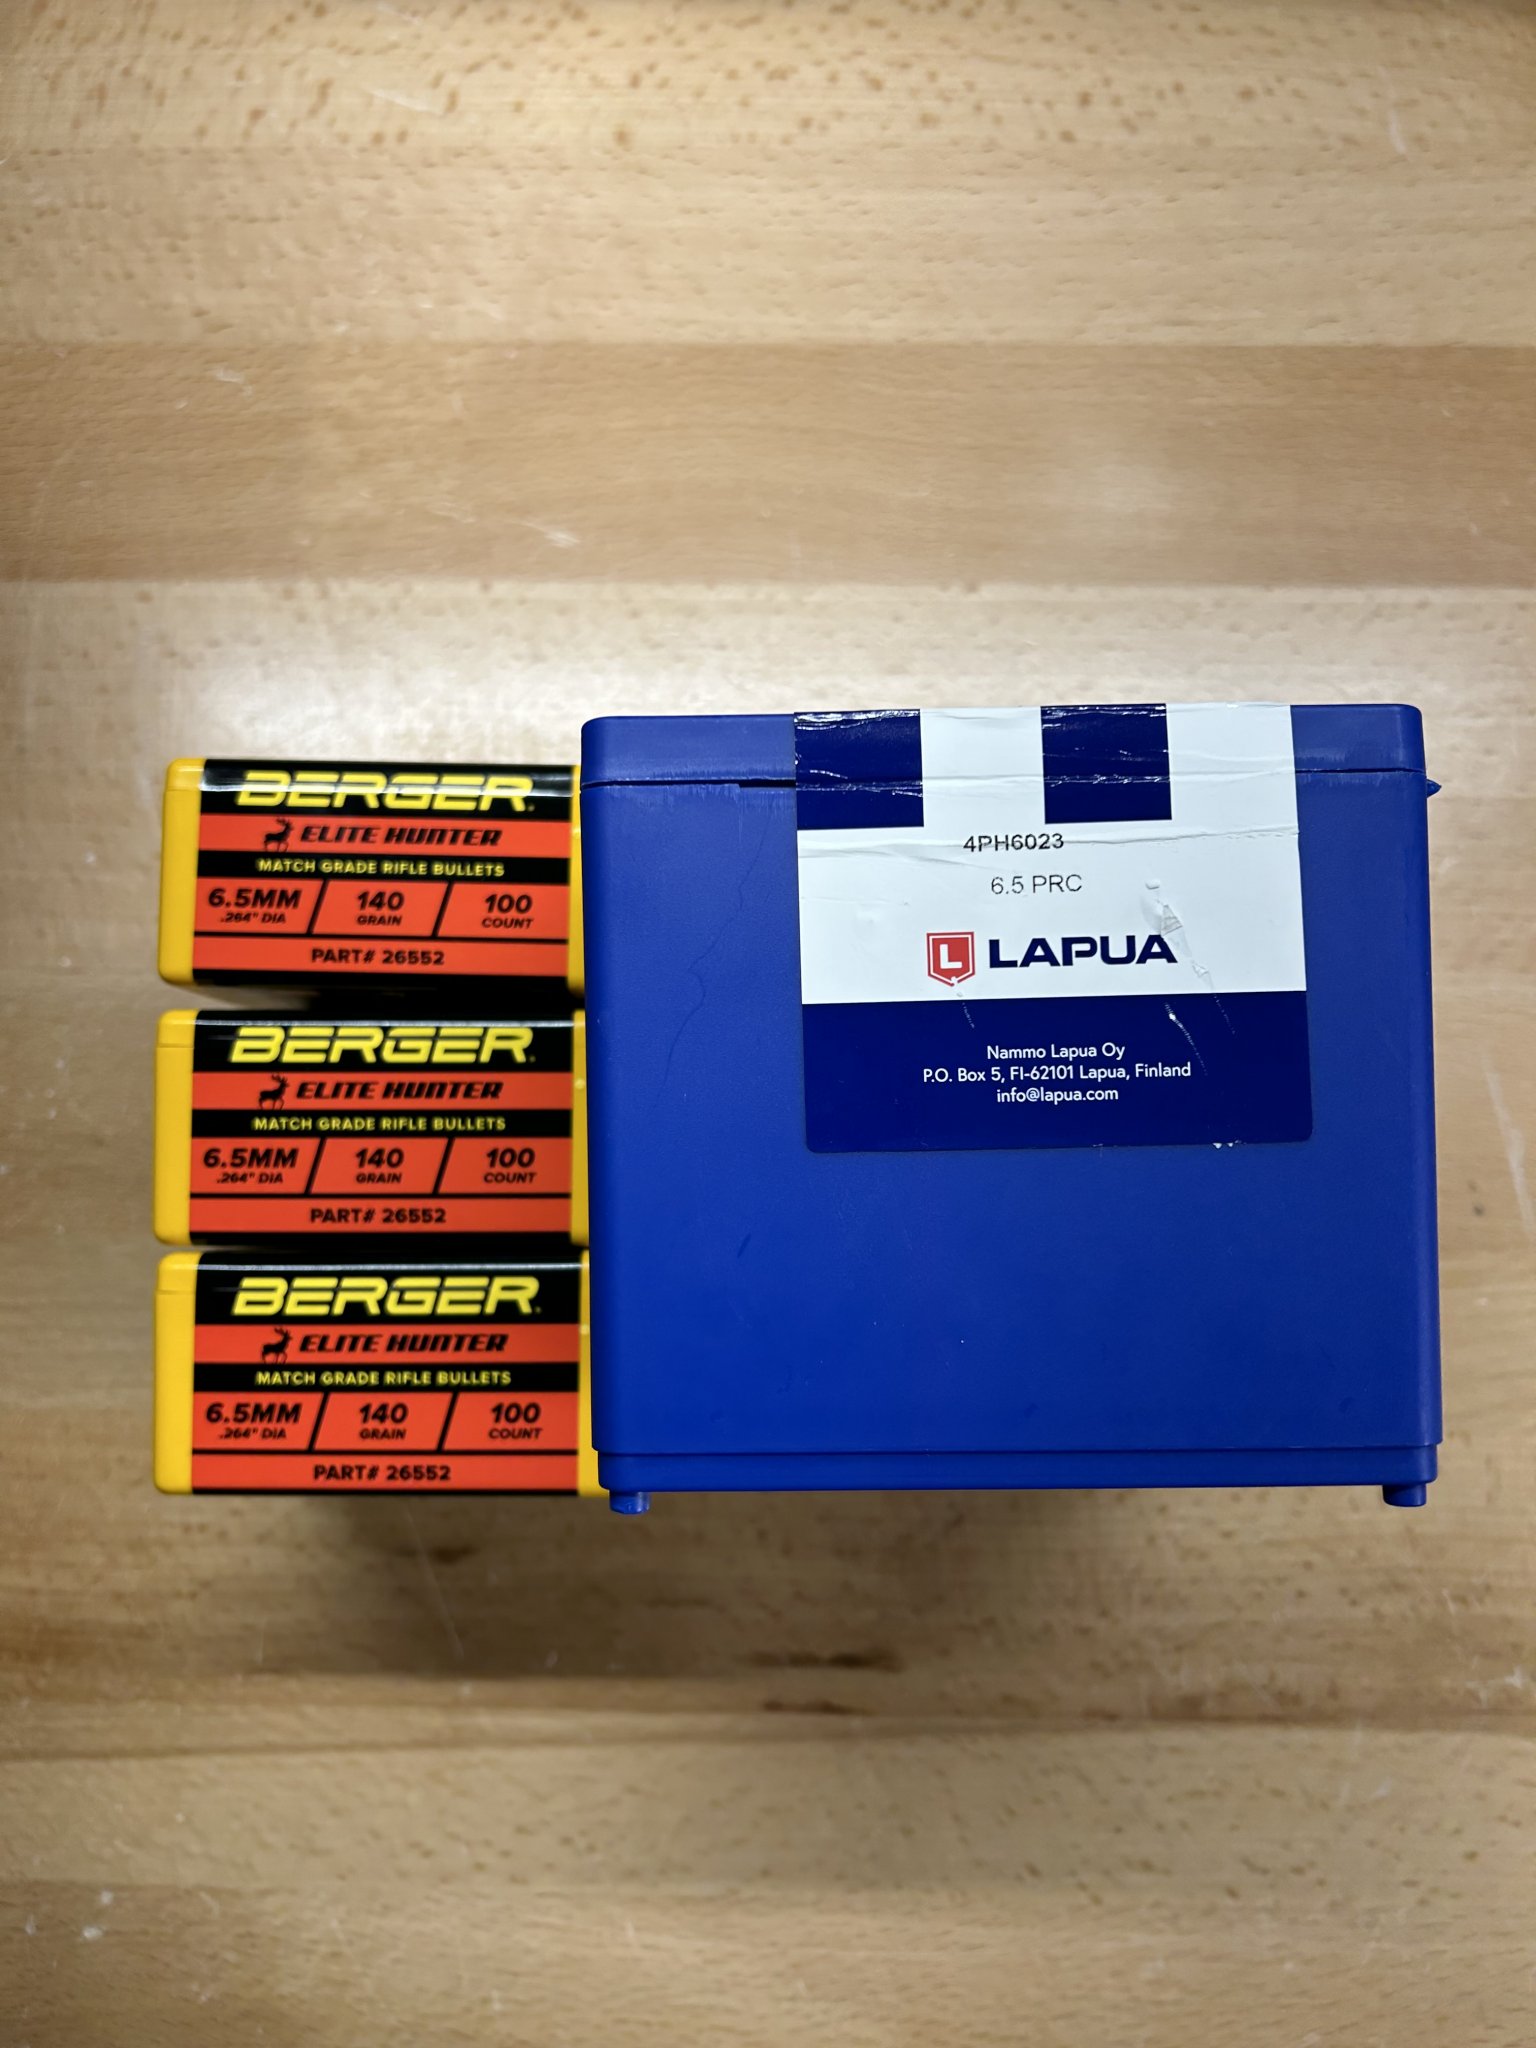 BERGER.
ELITE HUNTER
MATCH GRADE RIFLE BULLETS
6.5MM 140 100
.264" DIA GRAIN COUNT
PART# 26552
BERGER.
ELITE HUNTER
MATCH GRADE RIFLE BULLETS
6.5MM 140 100
.264" DIA GRAIN COUNT
PART# 26552
BERGER.
ELITE HUNTER
MATCH GRADE RIFLE BULLETS
6.5MM 140 100
.264" DIA GRAIN COUNT
PART# 26552
4PH6023
6.5 PRC
L LAPUA
Nammo Lapua Oy
P.O. Box 5, FI-62101 Lapua, Finland
info@lapua.com